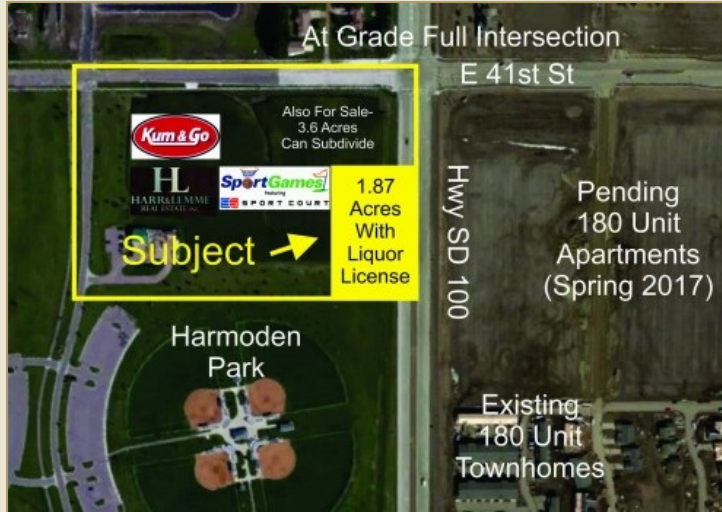 At Grade Full Intersection
E 41st St
Kum & Go
Also For Sale-
3.6 Acres
Can Subdivide
HL
HARR&LEMME
REAL ESTATE INC
SportGames
featuring
SPORT COURT
1.87
Acres
With
Liquor
License
Subject
Hwy SD 100
Pending
180 Unit
Apartments
(Spring 2017)
Harmoden
Park
Existing
180 Unit
Townhomes